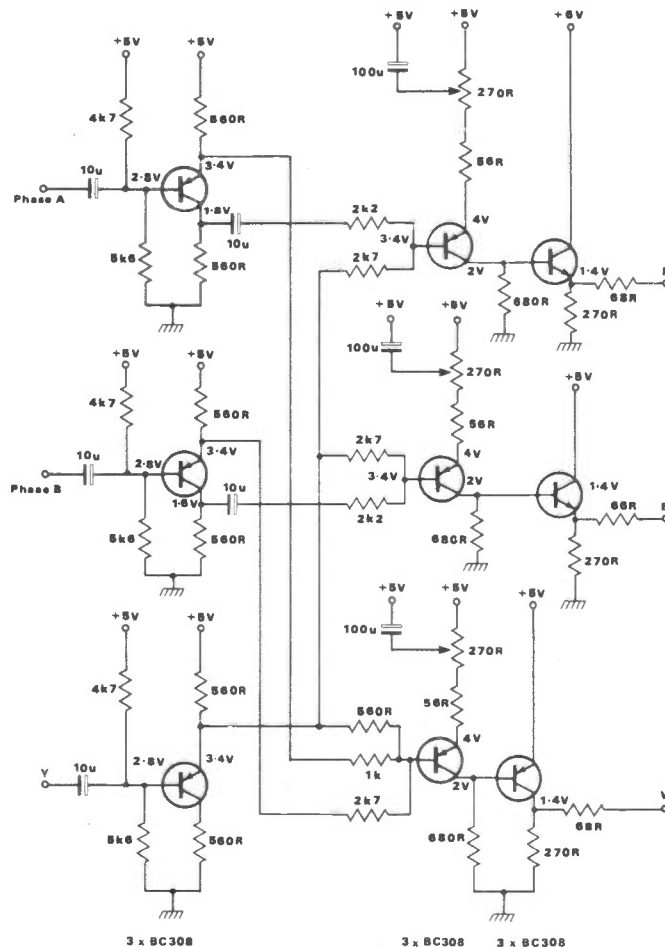 +5V
+5V
+5V
+5V
+6V
100u
270R
4k7
560R
56R
10u
2·8V
3·4V
Phase A
1·8V
10u
2k2
4V
3·4V
5k6
560R
2k7
2V
1·4V
680R
68R
270R
+5V
+5V
+5V
+5V
100u
270R
4k7
560R
56R
+5V
10u
2·8V
3·4V
2k7
4V
3·4V
2V
1·4V
Phase B
1·6V
10u
2k2
66R
5k6
560R
680R
270R
+5V
+5V
+5V
+5V
+5V
100u
270R
4k7
560R
56R
560R
10u
2·8V
3·4V
4V
Y
1k
2V
1·4V
2k7
68R
5k6
560R
680R
270R
3 x BC308
3 x BC308
3 x BC308